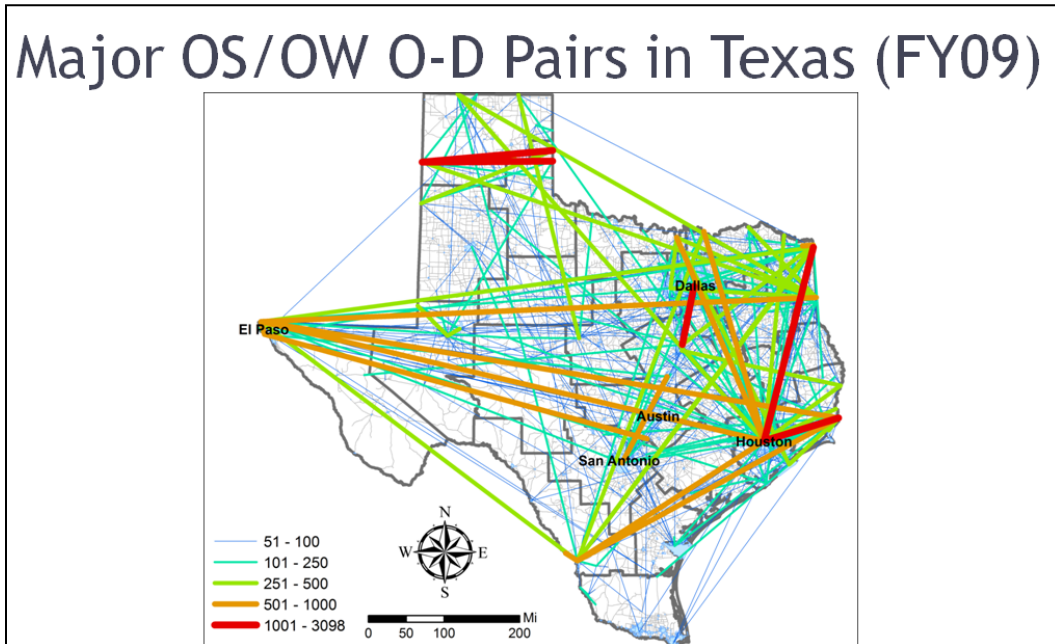 Major OS/OW O-D Pairs in Texas (FY09)
Dallas
El Paso
Austin
Houston
San Antonio
N
W E
S
51 - 100
101 - 250
251 - 500
501 - 1000
1001 - 3098
Mi
0 50 100 200